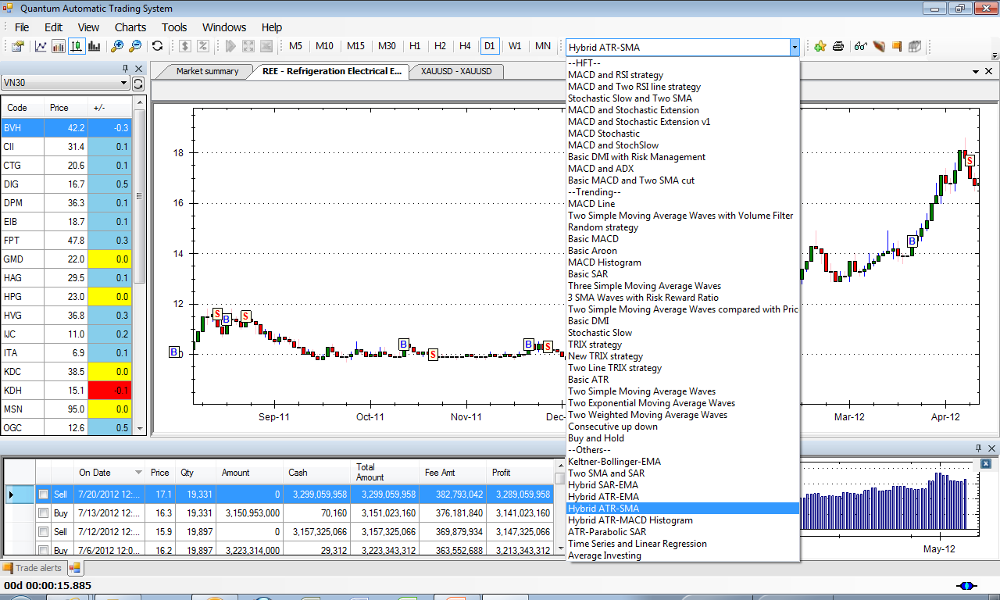 Quantum Automatic Trading System
File Edit View Charts Tools Windows Help
M5 M10 M15 M30 H1 H2 H4 D1 W1 MN Hybrid ATR-SMA
VN30
Market summary REE - Refrigeration Electrical E... XAUUSD - XAUUSD
Code Price +/-
BVH 42.2 -0.3
CII 31.4 0.1
CTG 20.6 0.1
DIG 16.7 0.5
DPM 36.3 0.1
EIB 18.7 0.1
FPT 47.8 0.3
GMD 22.0 0.0
HAG 29.5 0.1
HPG 23.0 0.0
HVG 36.8 0.3
IJC 11.0 0.2
ITA 6.9 0.1
KDC 38.5 0.0
KDH 15.1 -0.1
MSN 95.0 0.0
OGC 12.6 0.5
18
16
14
12
B
S
B
S
B
S
B
S
B
S
Sep-11 Oct-11 Nov-11 Dec- Mar-12 Apr-12
--HFT--
MACD and RSI strategy
MACD and Two RSI line strategy
Stochastic Slow and Two SMA
MACD and Stochastic Extension
MACD and Stochastic Extension v1
MACD Stochastic
MACD and StochSlow
Basic DMI with Risk Management
MACD and ADX
Basic MACD and Two SMA cut
--Trending--
MACD Line
Two Simple Moving Average Waves with Volume Filter
Random strategy
Basic MACD
Basic Aroon
MACD Histogram
Basic SAR
Three Simple Moving Average Waves
3 SMA Waves with Risk Reward Ratio
Two Simple Moving Average Waves compared with Pric
Basic DMI
Stochastic Slow
TRIX strategy
New TRIX strategy
Two Line TRIX strategy
Basic ATR
Two Simple Moving Average Waves
Two Exponential Moving Average Waves
Two Weighted Moving Average Waves
Consecutive up down
Buy and Hold
--Others--
Keltner-Bollinger-EMA
Two SMA and SAR
Hybrid SAR-EMA
Hybrid ATR-EMA
Hybrid ATR-SMA
Hybrid ATR-MACD Histogram
ATR-Parabolic SAR
Time Series and Linear Regression
Average Investing
On Date Price Qty Amount Cash Total Amount Fee Amt Profit
Sell 7/20/2012 12:... 17.1 19,331 0 3,299,059,958 3,299,059,958 382,793,042 3,289,059,958
Buy 7/13/2012 12:... 16.3 19,331 3,150,953,000 70,160 3,151,023,160 376,181,840 3,141,023,160
Sell 7/12/2012 12:... 15.9 19,897 0 3,157,325,066 3,157,325,066 369,879,934 3,147,325,066
Buy 7/6/2012 12:0... 16.2 19,897 3,223,314,000 29,312 3,223,343,312 363,552,688 3,213,343,312
May-12
Trade alerts
00d 00:00:15.885